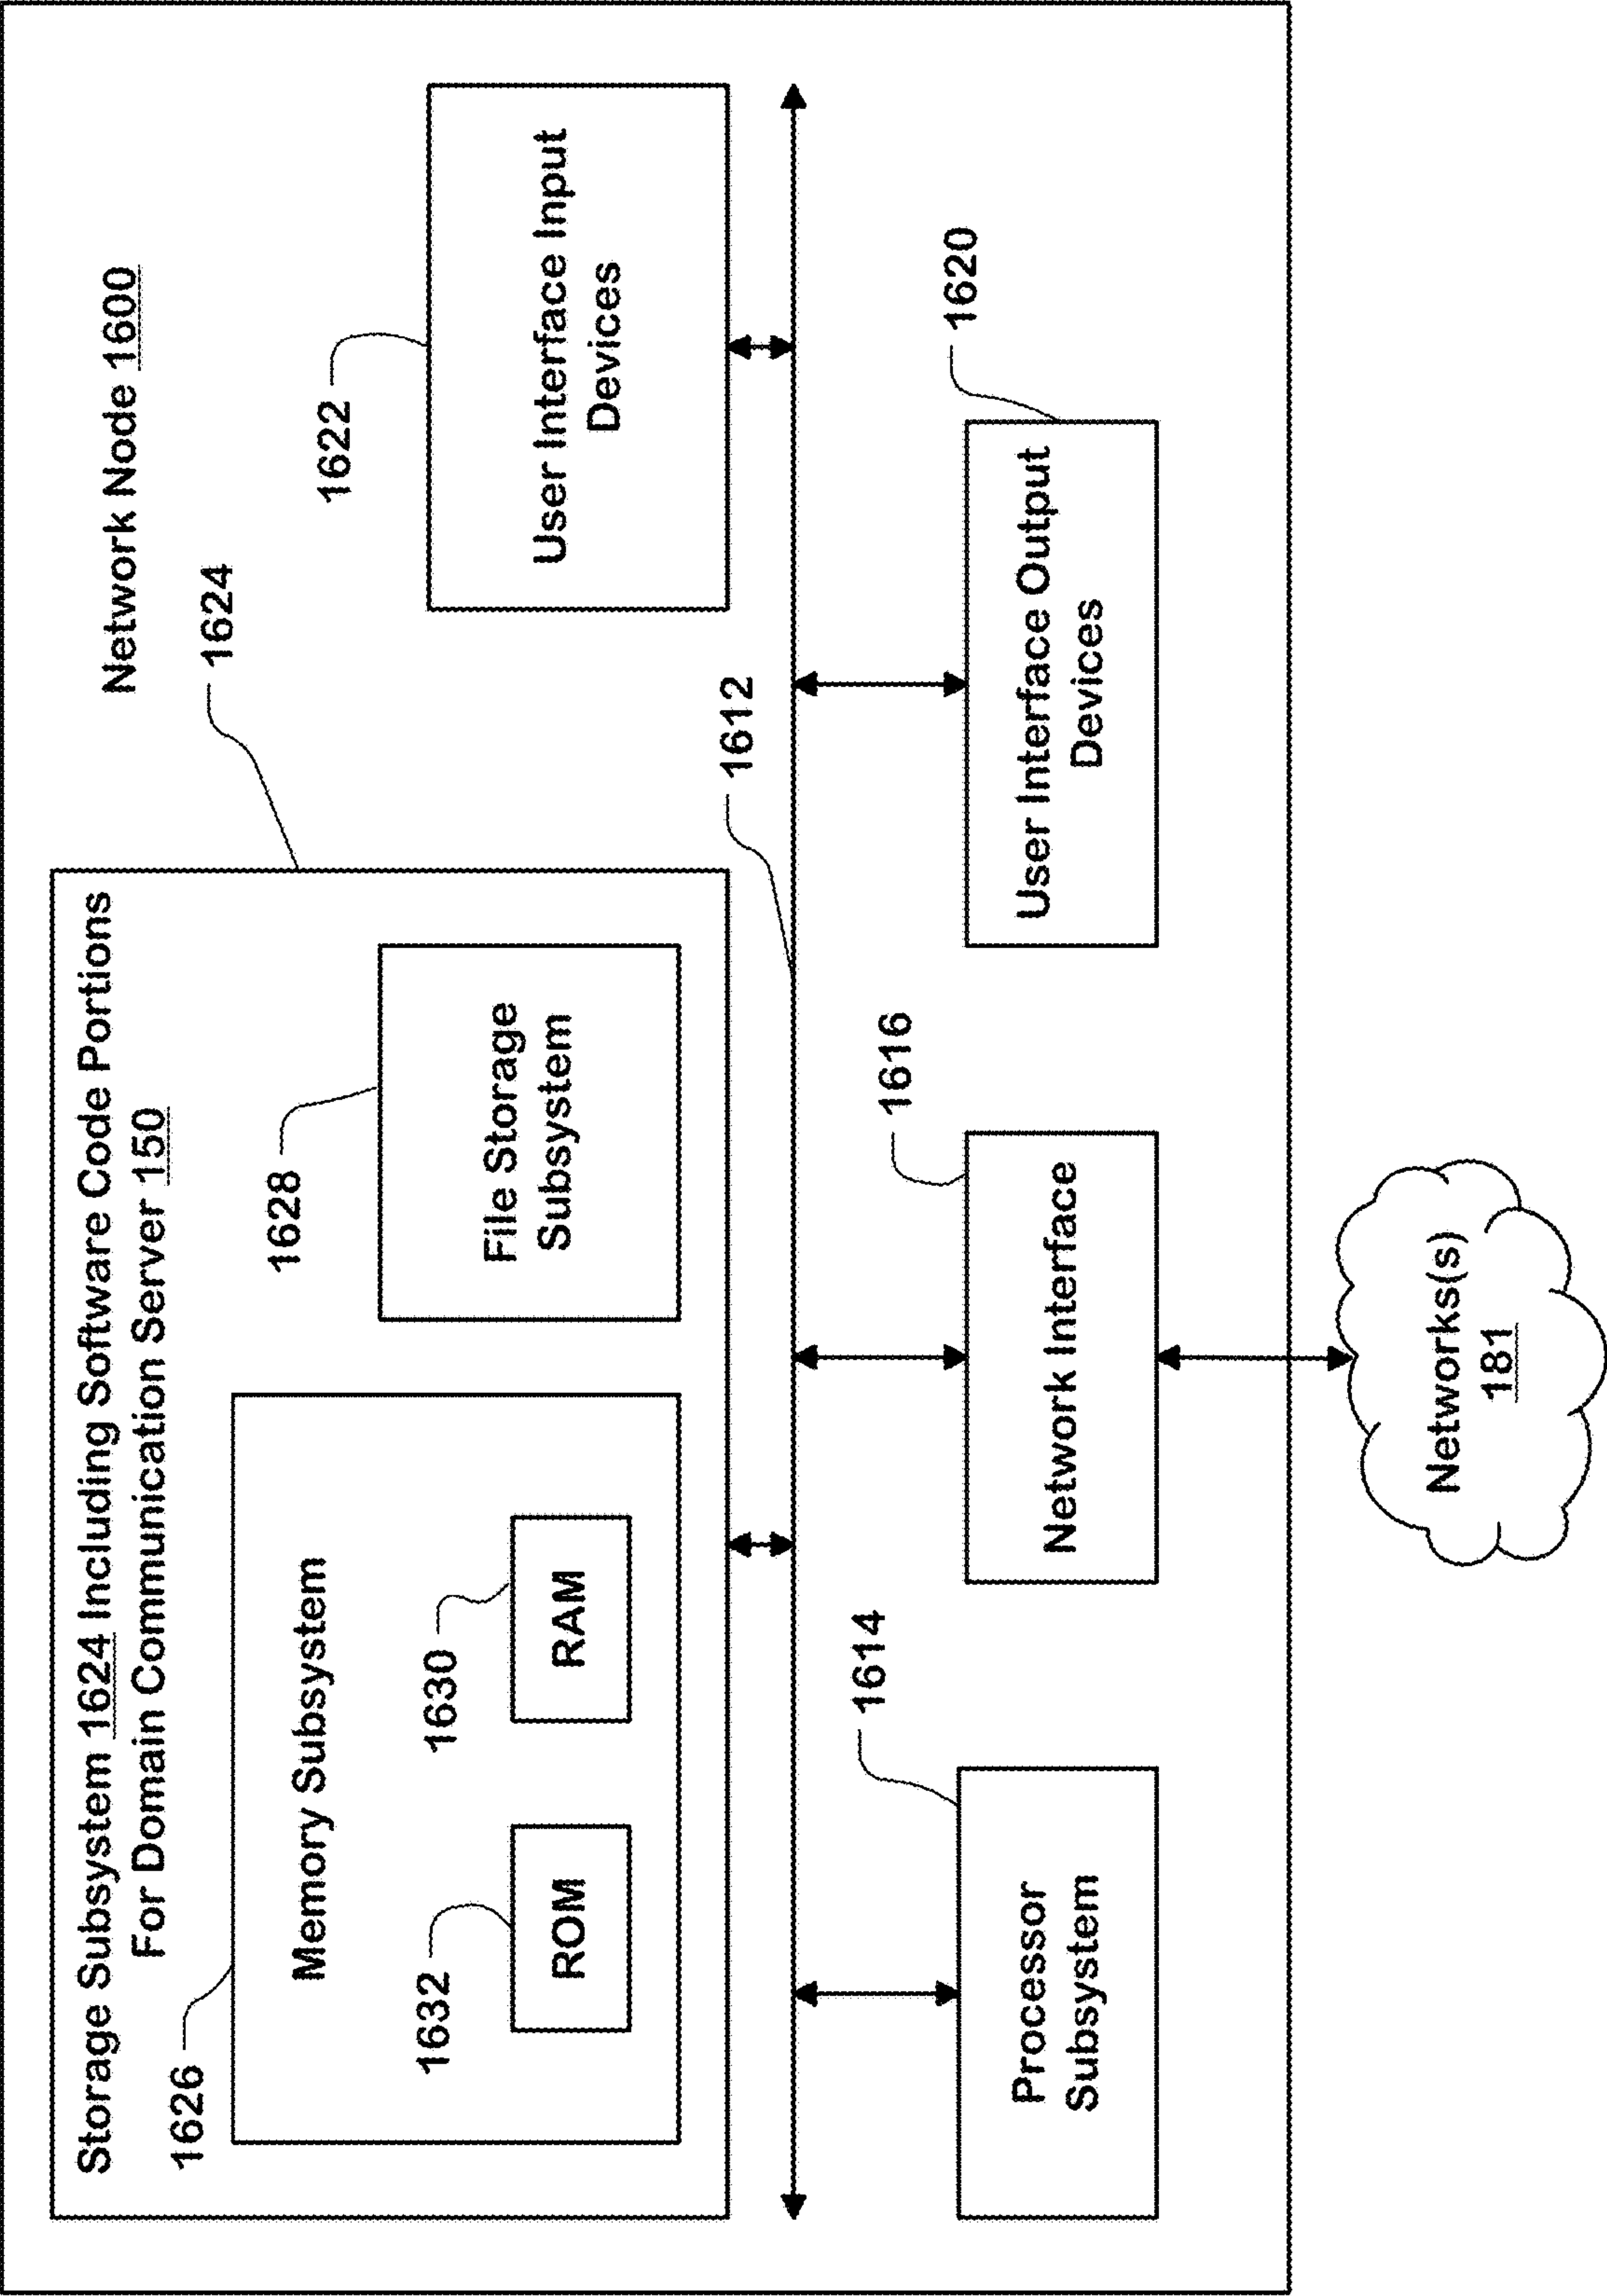 Network Node 1600
Storage Subsystem 1624 Including Software Code Portions
For Domain Communication Server 150
1624
1626
Memory Subsystem
1632
ROM
1630
RAM
1628
File Storage
Subsystem
1622
User Interface Input
Devices
1612
1614
Processor
Subsystem
1616
Network Interface
1620
User Interface Output
Devices
Networks(s)
181